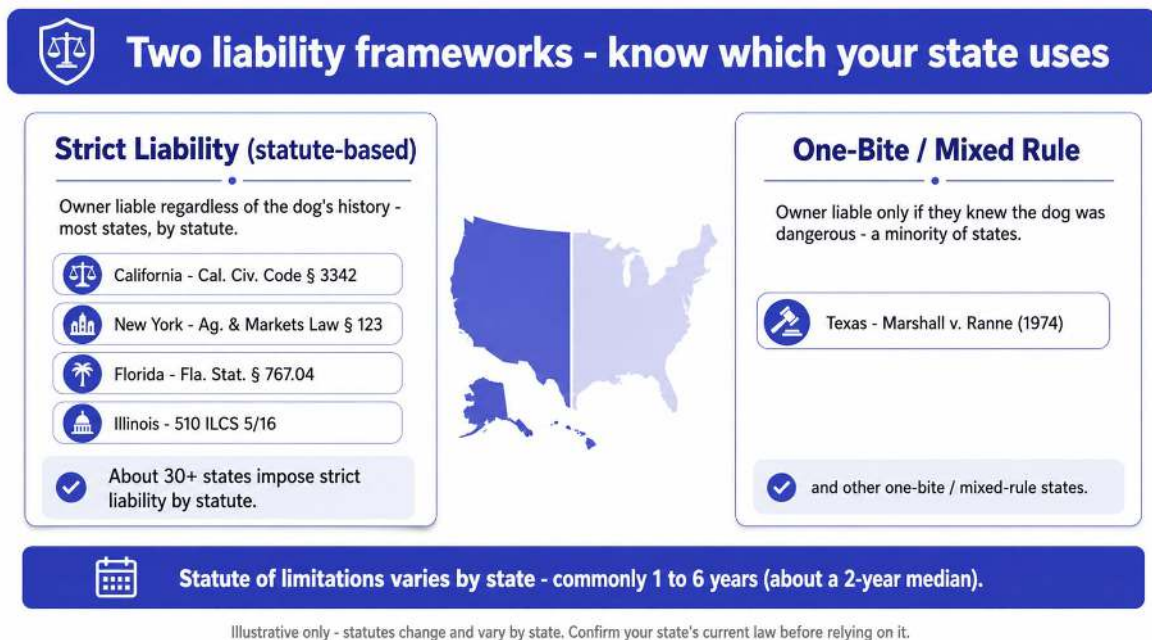 Two liability frameworks - know which your state uses
Strict Liability (statute-based)
Owner liable regardless of the dog's history -
most states, by statute.
California - Cal. Civ. Code § 3342
New York - Ag. & Markets Law § 123
Florida - Fla. Stat. § 767.04
Illinois - 510 ILCS 5/16
About 30+ states impose strict
liability by statute.
One-Bite / Mixed Rule
Owner liable only if they knew the dog was
dangerous - a minority of states.
Texas - Marshall v. Ranne (1974)
and other one-bite / mixed-rule states.
Statute of limitations varies by state - commonly 1 to 6 years (about a 2-year median).
Illustrative only - statutes change and vary by state. Confirm your state's current law before relying on it.